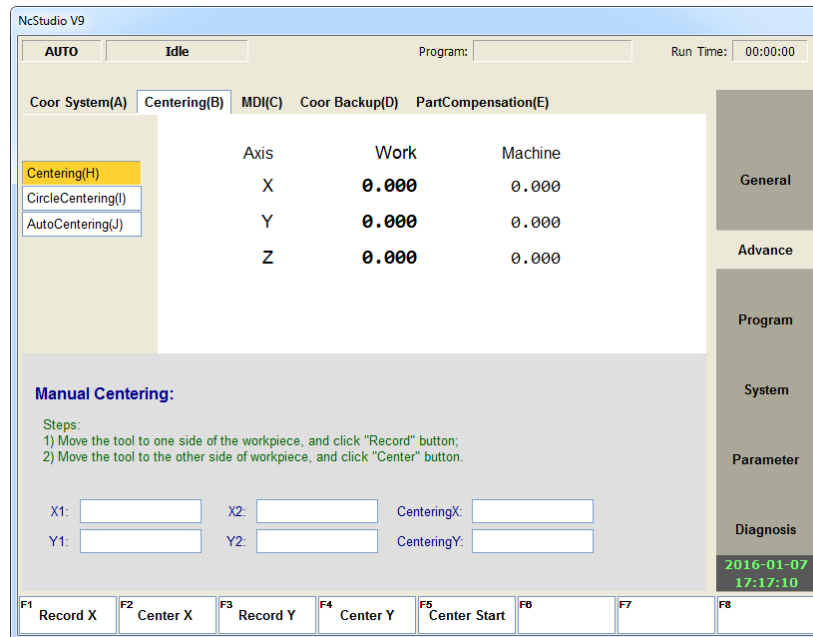 NcStudio V9
AUTO Idle Program: Run Time: 00:00:00
Coor System(A) Centering(B) MDI(C) Coor Backup(D) PartCompensation(E)
Centering(H)
CircleCentering(I)
AutoCentering(J)
Axis Work Machine
X 0.000 0.000
Y 0.000 0.000
Z 0.000 0.000
General
Advance
Program
System
Parameter
Diagnosis
Manual Centering:
Steps:
1) Move the tool to one side of the workpiece, and click "Record" button;
2) Move the tool to the other side of workpiece, and click "Center" button.
X1: X2: CenteringX:
Y1: Y2: CenteringY:
2016-01-07
17:17:10
F1 Record X F2 Center X F3 Record Y F4 Center Y F5 Center Start F6 F7 F8